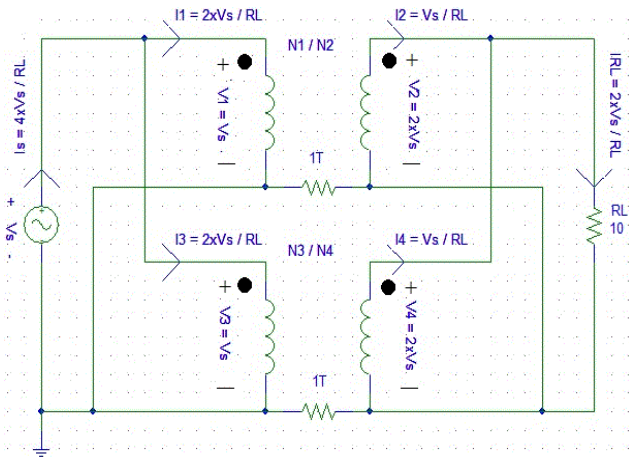 I1 = 2xVs / RL
I2 = Vs / RL
N1 / N2
Is = 4xVs / RL
+
V1 = Vs
+
V2 = 2xVs
IRL = 2xVs / RL
1T
+
Vs
-
RL
10
I3 = 2xVs / RL
I4 = Vs / RL
N3 / N4
+
V3 = Vs
+
V4 = 2xVs
1T